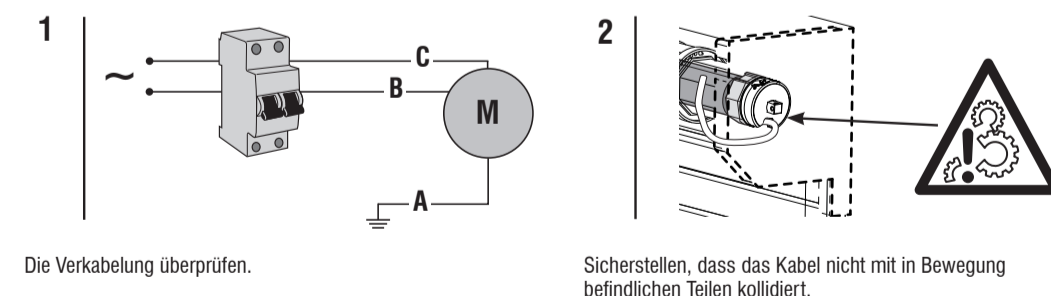 1
2
~
C
B
M
A
Die Verkabelung überprüfen.
Sicherstellen, dass das Kabel nicht mit in Bewegung
befindlichen Teilen kollidiert.